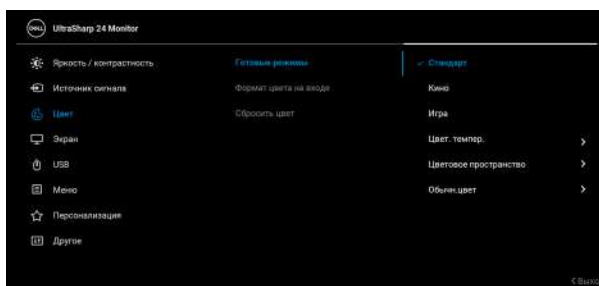 DELL UltraSharp 24 Monitor
Яркость / контрастность
Готовые режимы
✓ Стандарт
Источник сигнала
Формат цвета на входе
Кино
Цвет
Сбросить цвет
Игра
Экран
Цвет. темпер.
USB
Цветовое пространство
Меню
Обычн.цвет
Персонализация
Другое